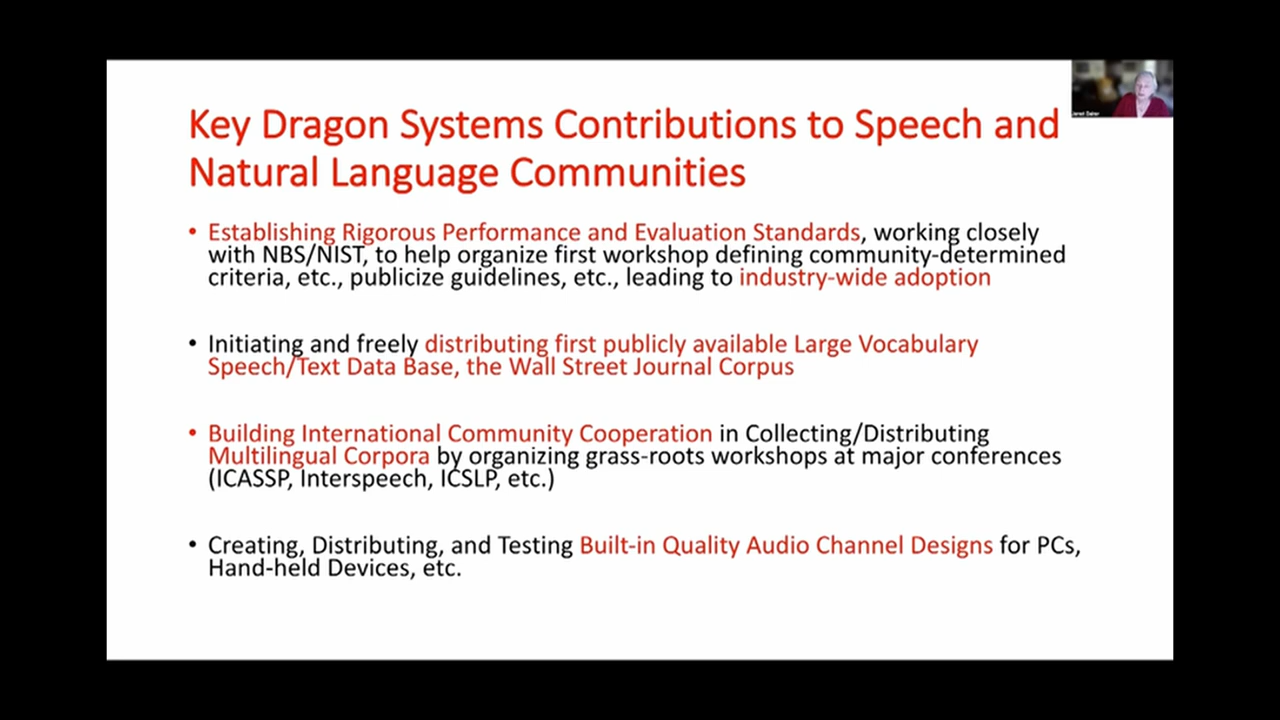 Key Dragon Systems Contributions to Speech and
Natural Language Communities
• Establishing Rigorous Performance and Evaluation Standards, working closely
with NBS/NIST, to help organize first workshop defining community-determined
criteria, etc., publicize guidelines, etc., leading to industry-wide adoption
• Initiating and freely distributing first publicly available Large Vocabulary
Speech/Text Data Base, the Wall Street Journal Corpus
• Building International Community Cooperation in Collecting/Distributing
Multilingual Corpora by organizing grass-roots workshops at major conferences
(ICASSP, Interspeech, ICSLP, etc.)
• Creating, Distributing, and Testing Built-in Quality Audio Channel Designs for PCs,
Hand-held Devices, etc.